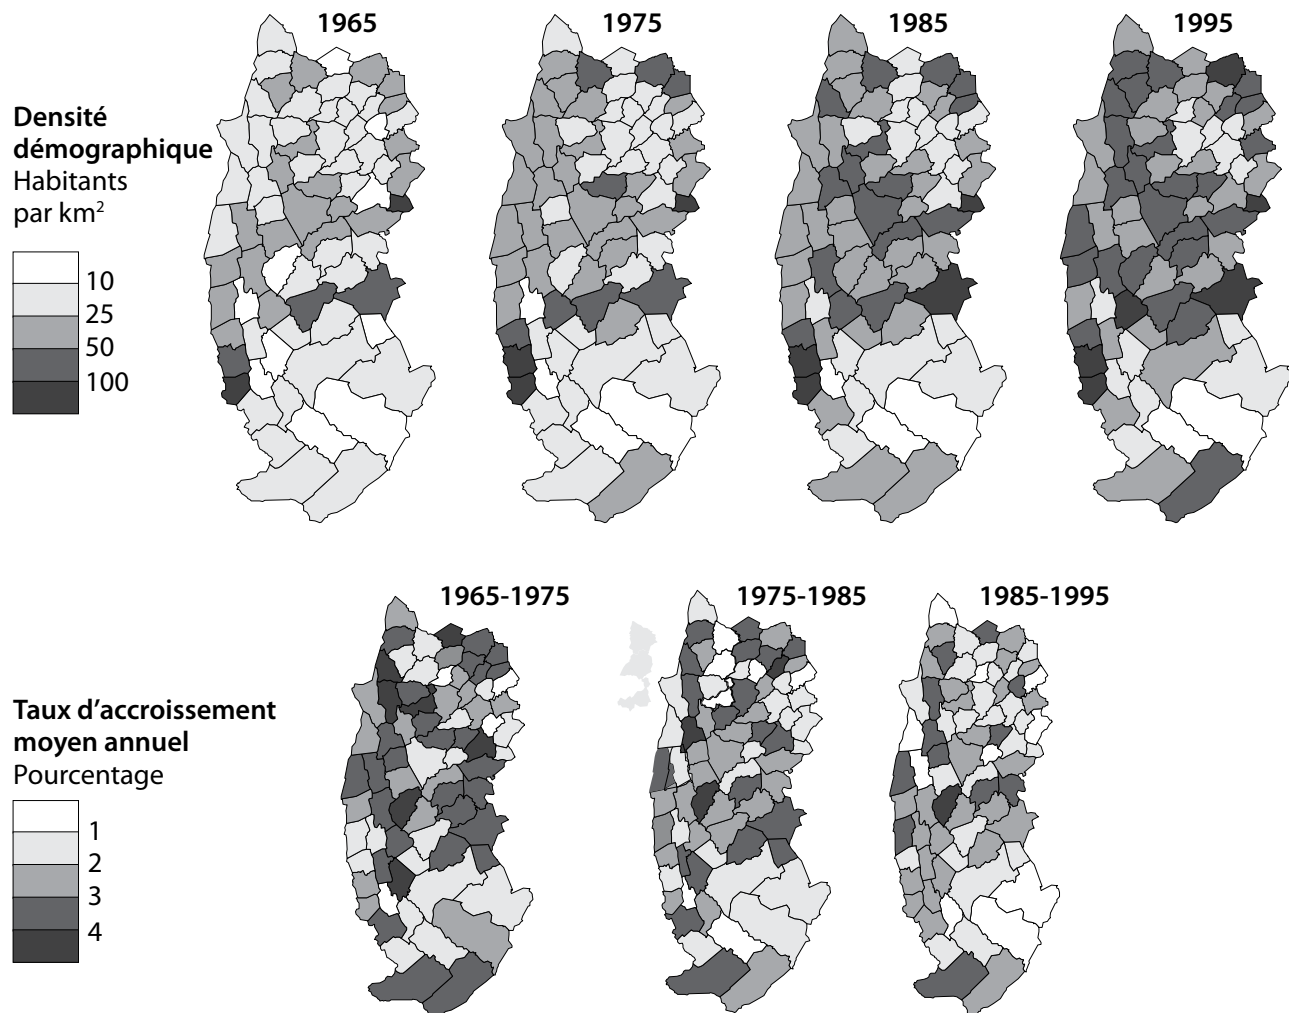 1965
1975
1985
1995
Densité
démographique
Habitants
par km²
10
25
50
100
1965-1975
1975-1985
1985-1995
Taux d’accroissement
moyen annuel
Pourcentage
1
2
3
4